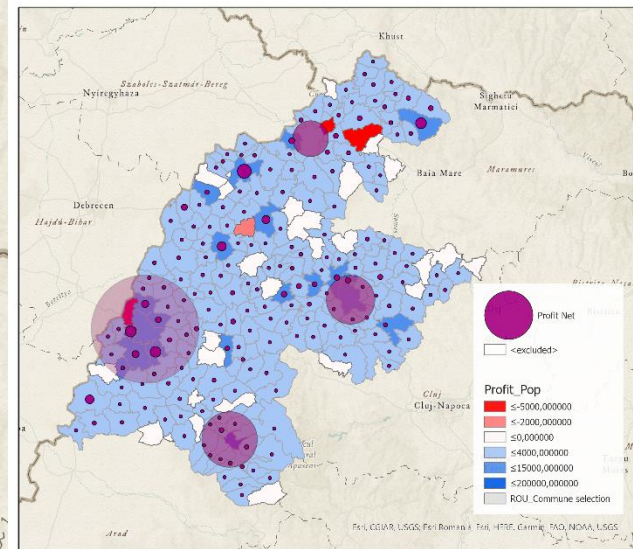 Khust
Szabolcs-Szatmár-Bereg
Nyiregyhaza
Sighetu
Marmatiei
Baia Mare
Maramures
Debrecen
Hajdú-Bihar
Profit Net
<excluded>
Profit_Pop
≤-5000,000000
≤-2000,000000
≤0,000000
≤4000,000000
≤15000,000000
≤200000,000000
ROU_Commune selection
Cluj
Cluj-Napoca
Arad
Esri, CGIAR, USGS, Esri Romania, Esri, HERE, Garmin, FAO, NOAA, USGS